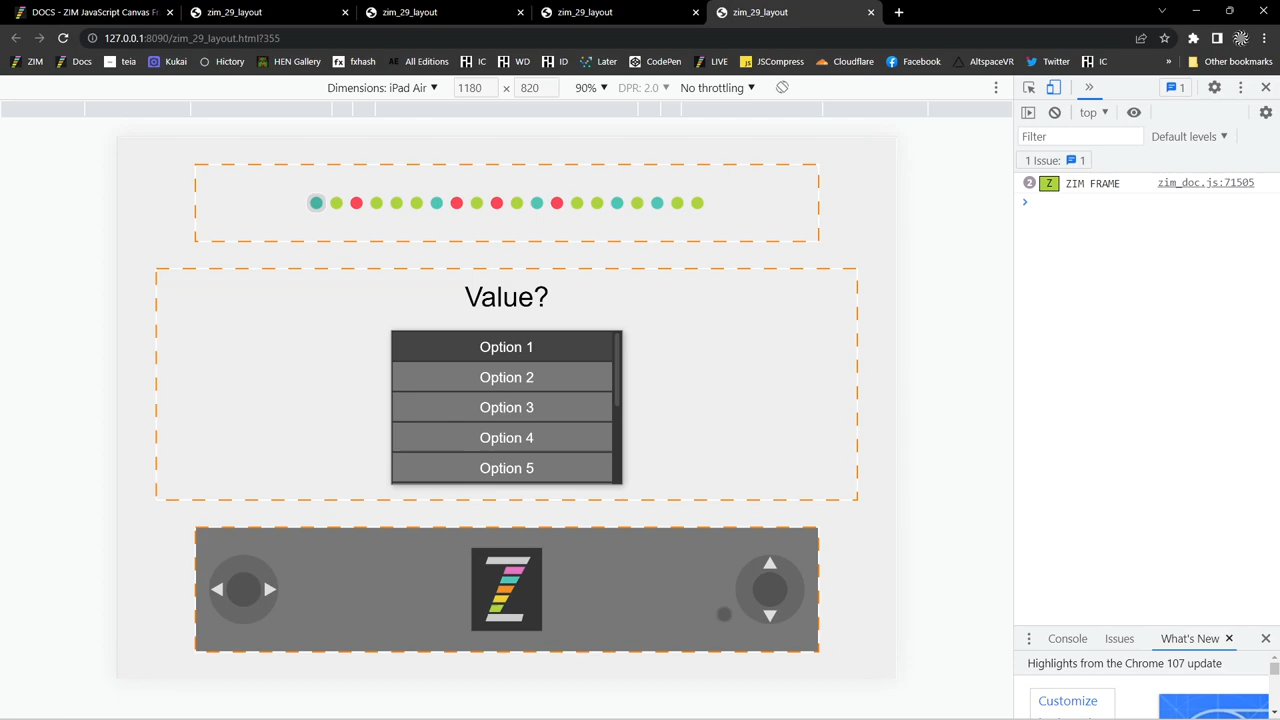 DOCS - ZIM JavaScript Canvas Fr
zim_29_layout
zim_29_layout
zim_29_layout
zim_29_layout
127.0.0.1:8090/zim_29_layout.html?355
ZIM
Docs
teia
Kukai
Hictory
HEN Gallery
fx fxhash
AE All Editions
IC
WD
ID
Later
CodePen
LIVE
JS JSCompress
Cloudflare
Facebook
AltspaceVR
Twitter
IC
»
Other bookmarks
Dimensions: iPad Air
1180 × 820
90%
DPR: 2.0
No throttling
»
1
top
Filter
Default levels
1 Issue: 1
2 Z ZIM FRAME zim_doc.js:71505
Value?
Option 1
Option 2
Option 3
Option 4
Option 5
Console
Issues
What's New
Highlights from the Chrome 107 update
Customize